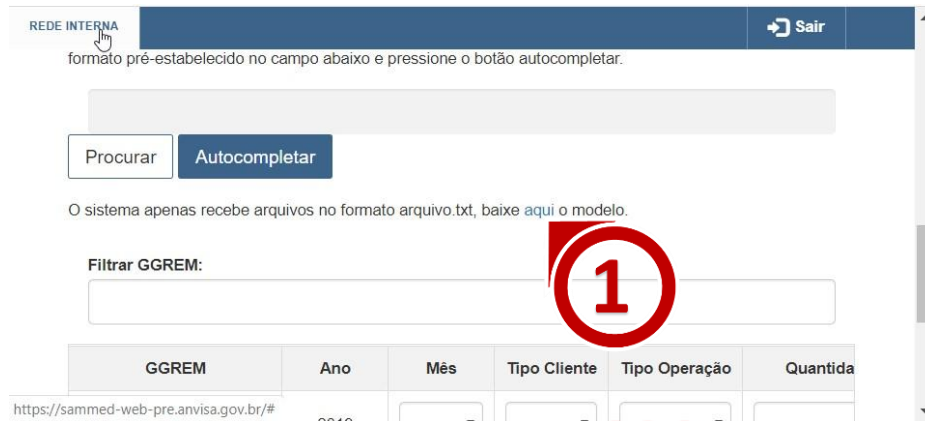 REDE INTERNA
Sair
formato pré-estabelecido no campo abaixo e pressione o botão autocompletar.
Procurar Autocompletar
O sistema apenas recebe arquivos no formato arquivo.txt, baixe aqui o modelo.
1
Filtrar GGREM:
GGREM Ano Mês Tipo Cliente Tipo Operação Quantida
https://sammed-web-pre.anvisa.gov.br/#